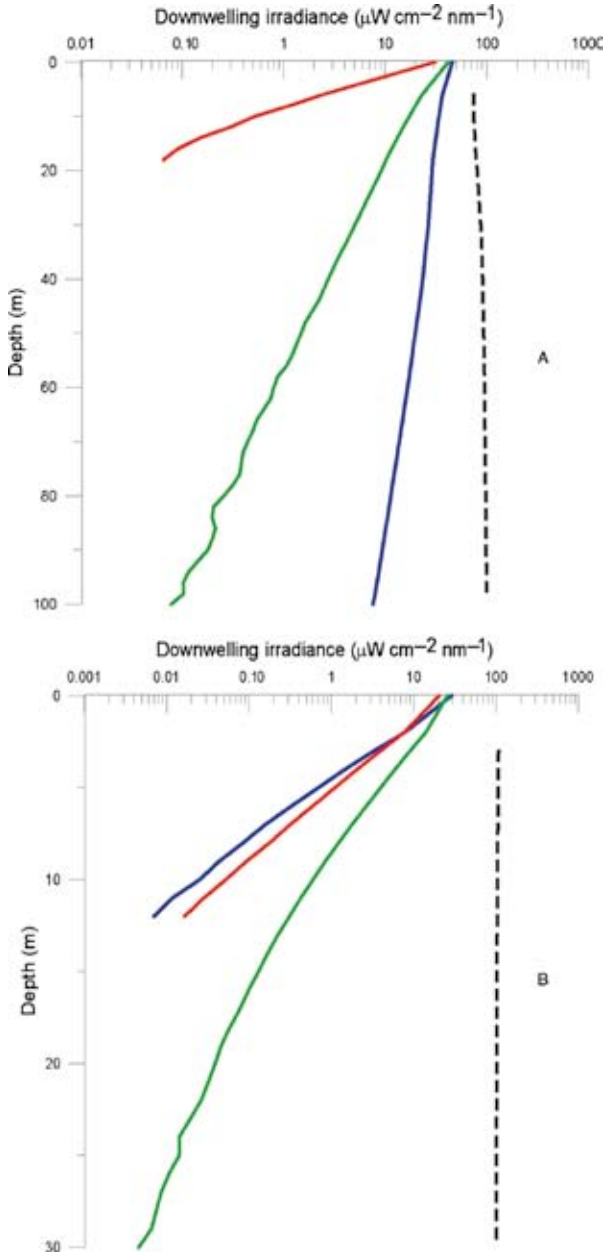 Downwelling irradiance (μW cm–2 nm–1)
0.01 0.10 1 10 100 1000
0
20
40
60
80
100
Depth (m)
A
Downwelling irradiance (μW cm–2 nm–1)
0.001 0.01 0.10 1 10 100 1000
0
10
20
30
Depth (m)
B